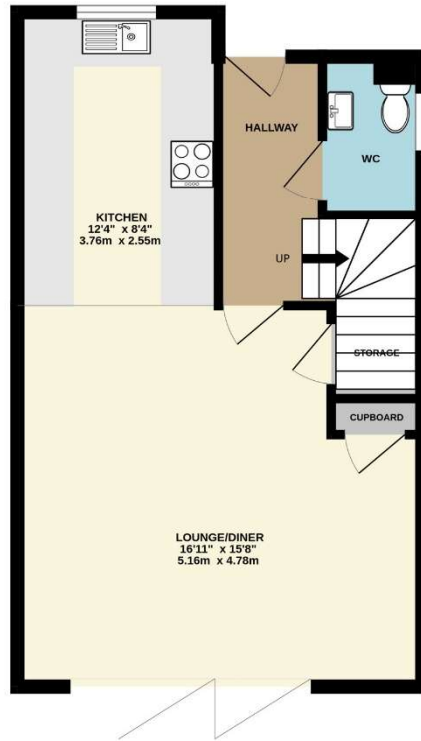 HALLWAY
WC
KITCHEN
12'4" x 8'4"
3.76m x 2.55m
UP
STORAGE
CUPBOARD
LOUNGE/DINER
16'11" x 15'8"
5.16m x 4.78m